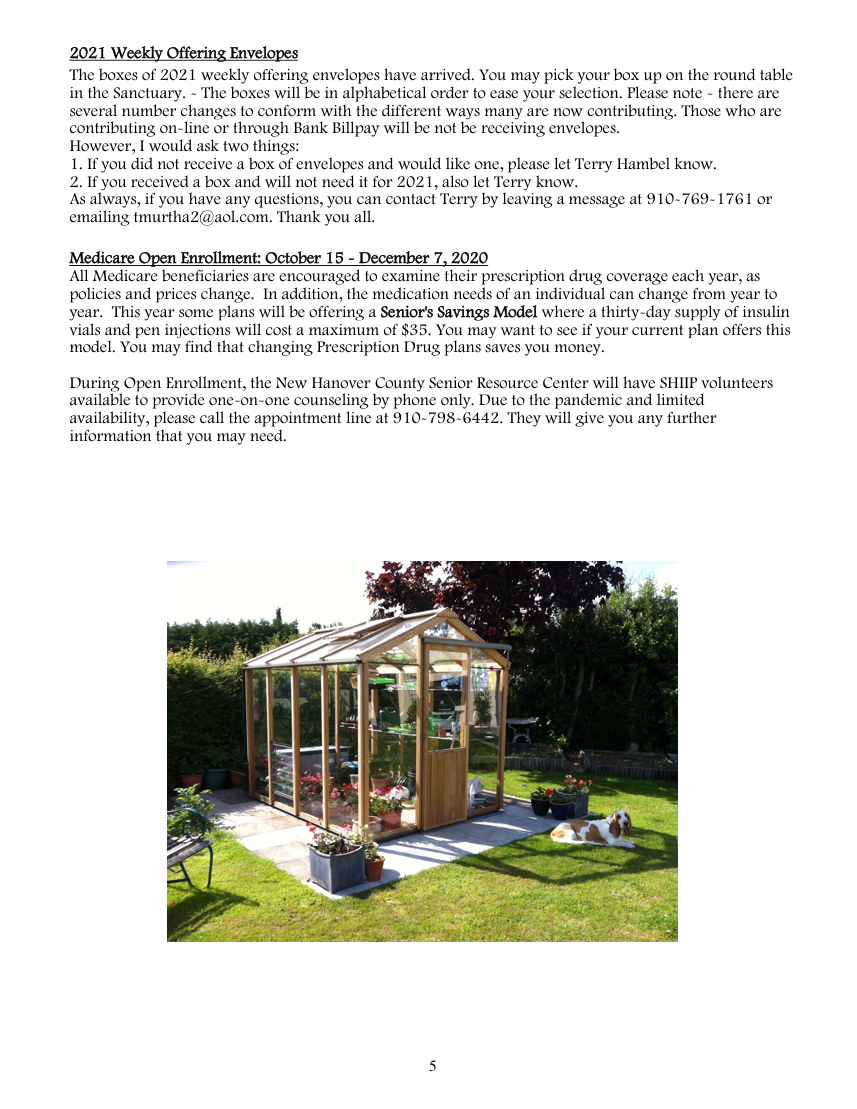 2021 Weekly Offering Envelopes
The boxes of 2021 weekly offering envelopes have arrived. You may pick your box up on the round table
in the Sanctuary. - The boxes will be in alphabetical order to ease your selection. Please note - there are
several number changes to conform with the different ways many are now contributing. Those who are
contributing on-line or through Bank Billpay will be not be receiving envelopes.
However, I would ask two things:
1. If you did not receive a box of envelopes and would like one, please let Terry Hambel know.
2. If you received a box and will not need it for 2021, also let Terry know.
As always, if you have any questions, you can contact Terry by leaving a message at 910-769-1761 or
emailing tmurtha2@aol.com. Thank you all.
Medicare Open Enrollment: October 15 - December 7, 2020
All Medicare beneficiaries are encouraged to examine their prescription drug coverage each year, as
policies and prices change. In addition, the medication needs of an individual can change from year to
year. This year some plans will be offering a Senior's Savings Model where a thirty-day supply of insulin
vials and pen injections will cost a maximum of $35. You may want to see if your current plan offers this
model. You may find that changing Prescription Drug plans saves you money.
During Open Enrollment, the New Hanover County Senior Resource Center will have SHIIP volunteers
available to provide one-on-one counseling by phone only. Due to the pandemic and limited
availability, please call the appointment line at 910-798-6442. They will give you any further
information that you may need.
5